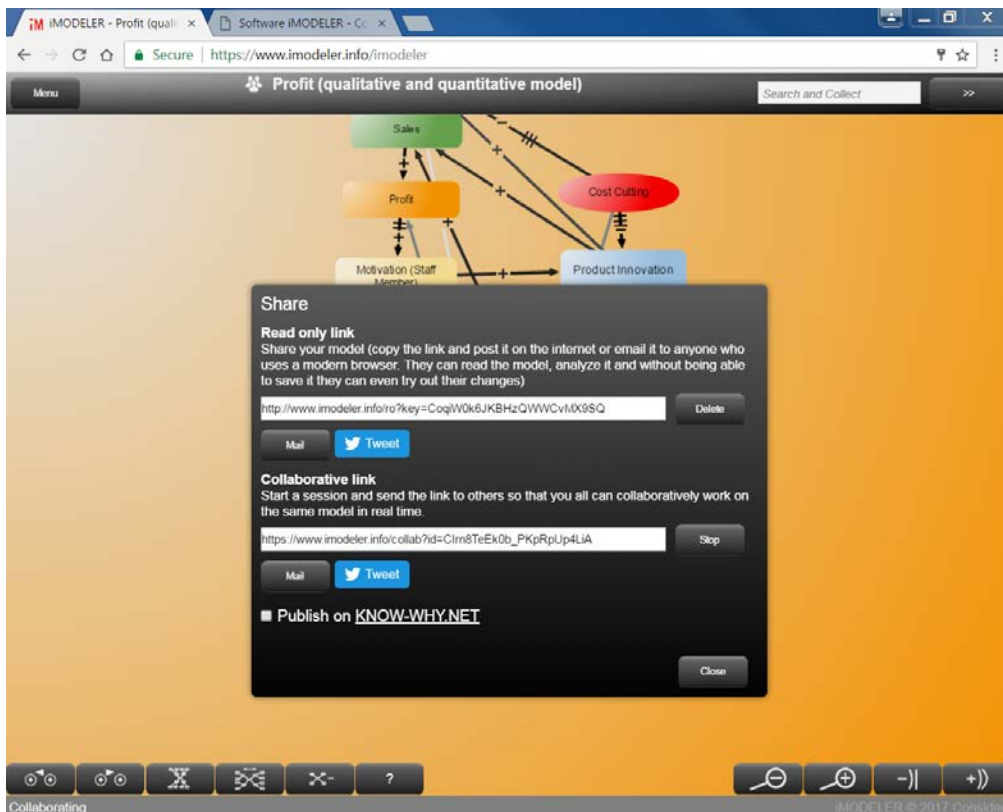 iMODELER - Profit (quali
Software iMODELER - Co
Secure https://www.imodeler.info/imodeler
Menu
Profit (qualitative and quantitative model)
Search and Collect
>>
Sales
+
-
+
+
Profit
Cost Cutting
+
+
-
Motivation (Staff
Member)
+
+
Product Innovation
Share
Read only link
Share your model (copy the link and post it on the internet or email it to anyone who
uses a modern browser. They can read the model, analyze it and without being able
to save it they can even try out their changes)
http://www.imodeler.info/ro?key=CoqiW0k6JKBHzQWWCvMX9SQ
Delete
Mail
Tweet
Collaborative link
Start a session and send the link to others so that you all can collaboratively work on
the same model in real time.
https://www.imodeler.info/collab?id=CIrn8TeEk0b_PKpRpUp4LiA
Stop
Mail
Tweet
Publish on KNOW-WHY.NET
Close
?
-)|
+))
Collaborating
iMODELER © 2017 Consideo